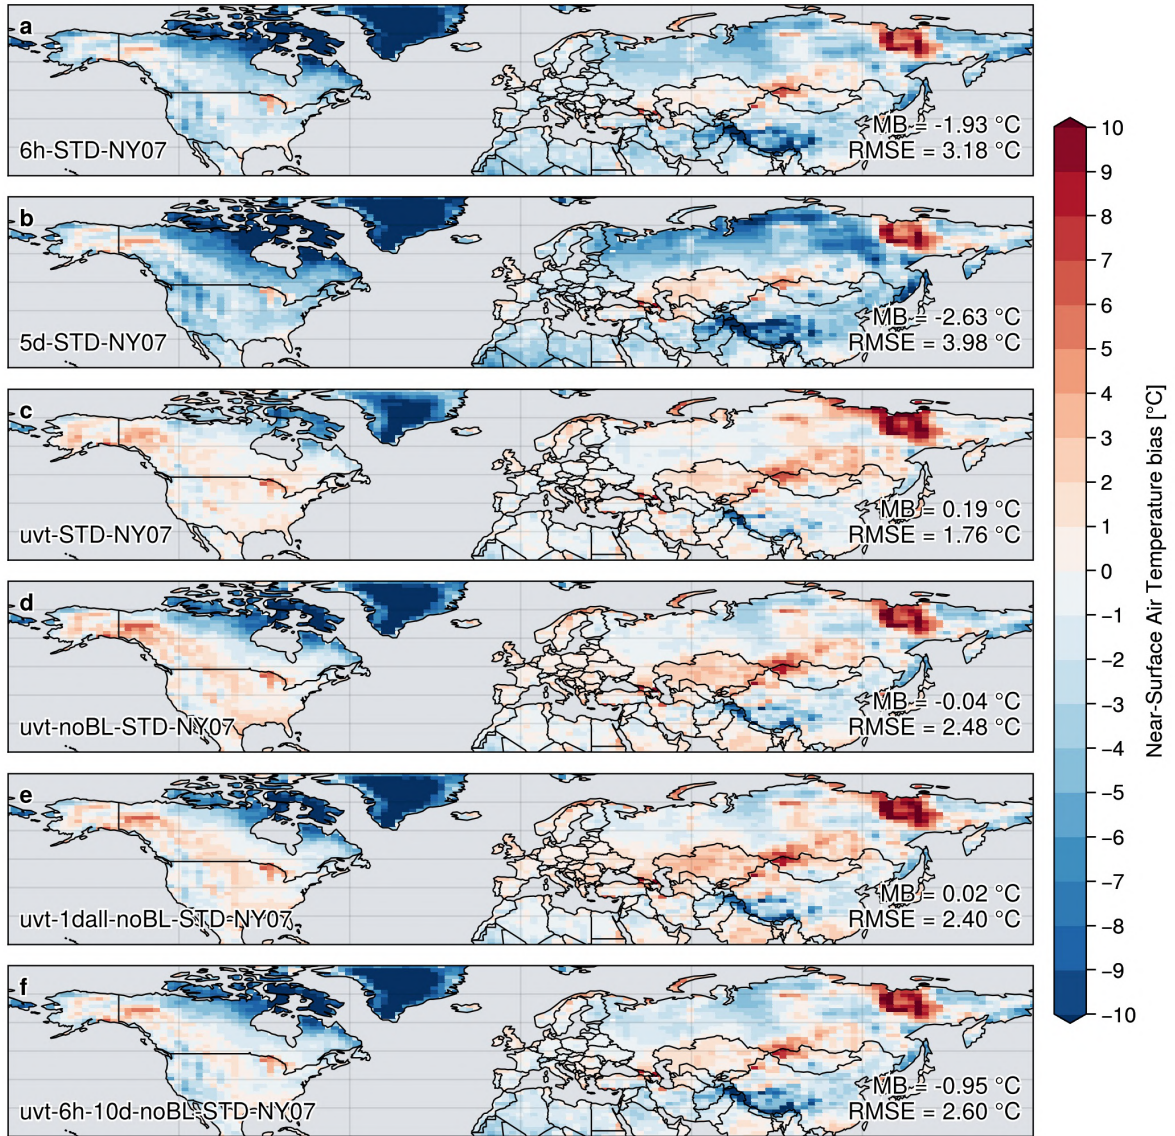 a
6h-STD-NY07
MB = -1.93 °C
RMSE = 3.18 °C
b
5d-STD-NY07
MB = -2.63 °C
RMSE = 3.98 °C
c
uvt-STD-NY07
MB = 0.19 °C
RMSE = 1.76 °C
d
uvt-noBL-STD-NY07
MB = -0.04 °C
RMSE = 2.48 °C
e
uvt-1dall-noBL-STD-NY07
MB = 0.02 °C
RMSE = 2.40 °C
f
uvt-6h-10d-noBL-STD-NY07
MB = -0.95 °C
RMSE = 2.60 °C
10
9
8
7
6
5
4
3
2
1
0
−1
−2
−3
−4
−5
−6
−7
−8
−9
−10
Near-Surface Air Temperature bias [°C]